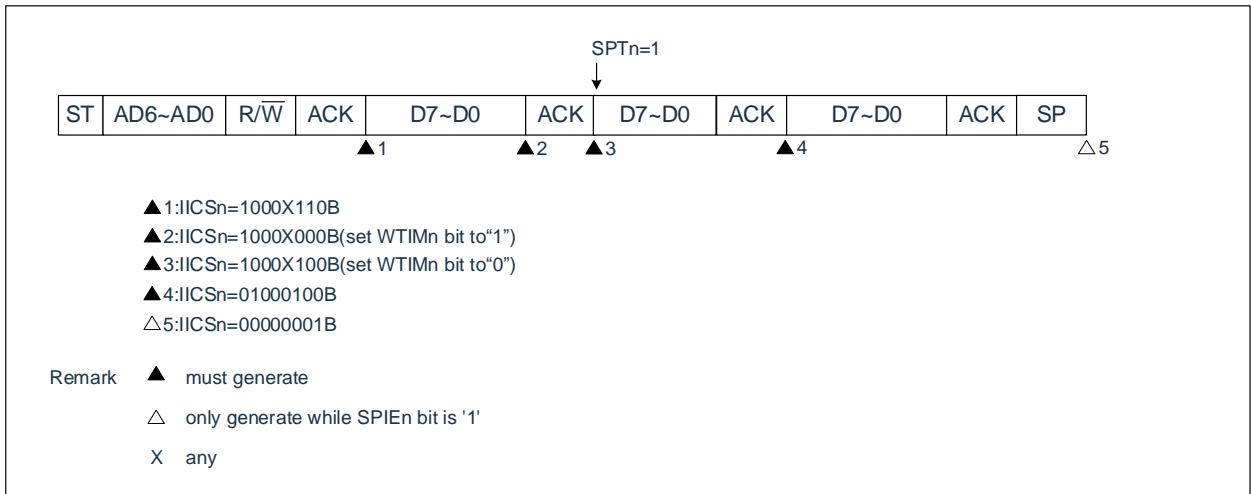 SPTn=1
ST AD6~AD0 R/W̅ ACK D7~D0 ACK D7~D0 ACK D7~D0 ACK SP
▲1 ▲2 ▲3 ▲4 △5
▲1:IICSn=1000X110B
▲2:IICSn=1000X000B(set WTIMn bit to“1”)
▲3:IICSn=1000X100B(set WTIMn bit to“0”)
▲4:IICSn=01000100B
△5:IICSn=00000001B
Remark ▲ must generate
△ only generate while SPIEn bit is '1'
X any